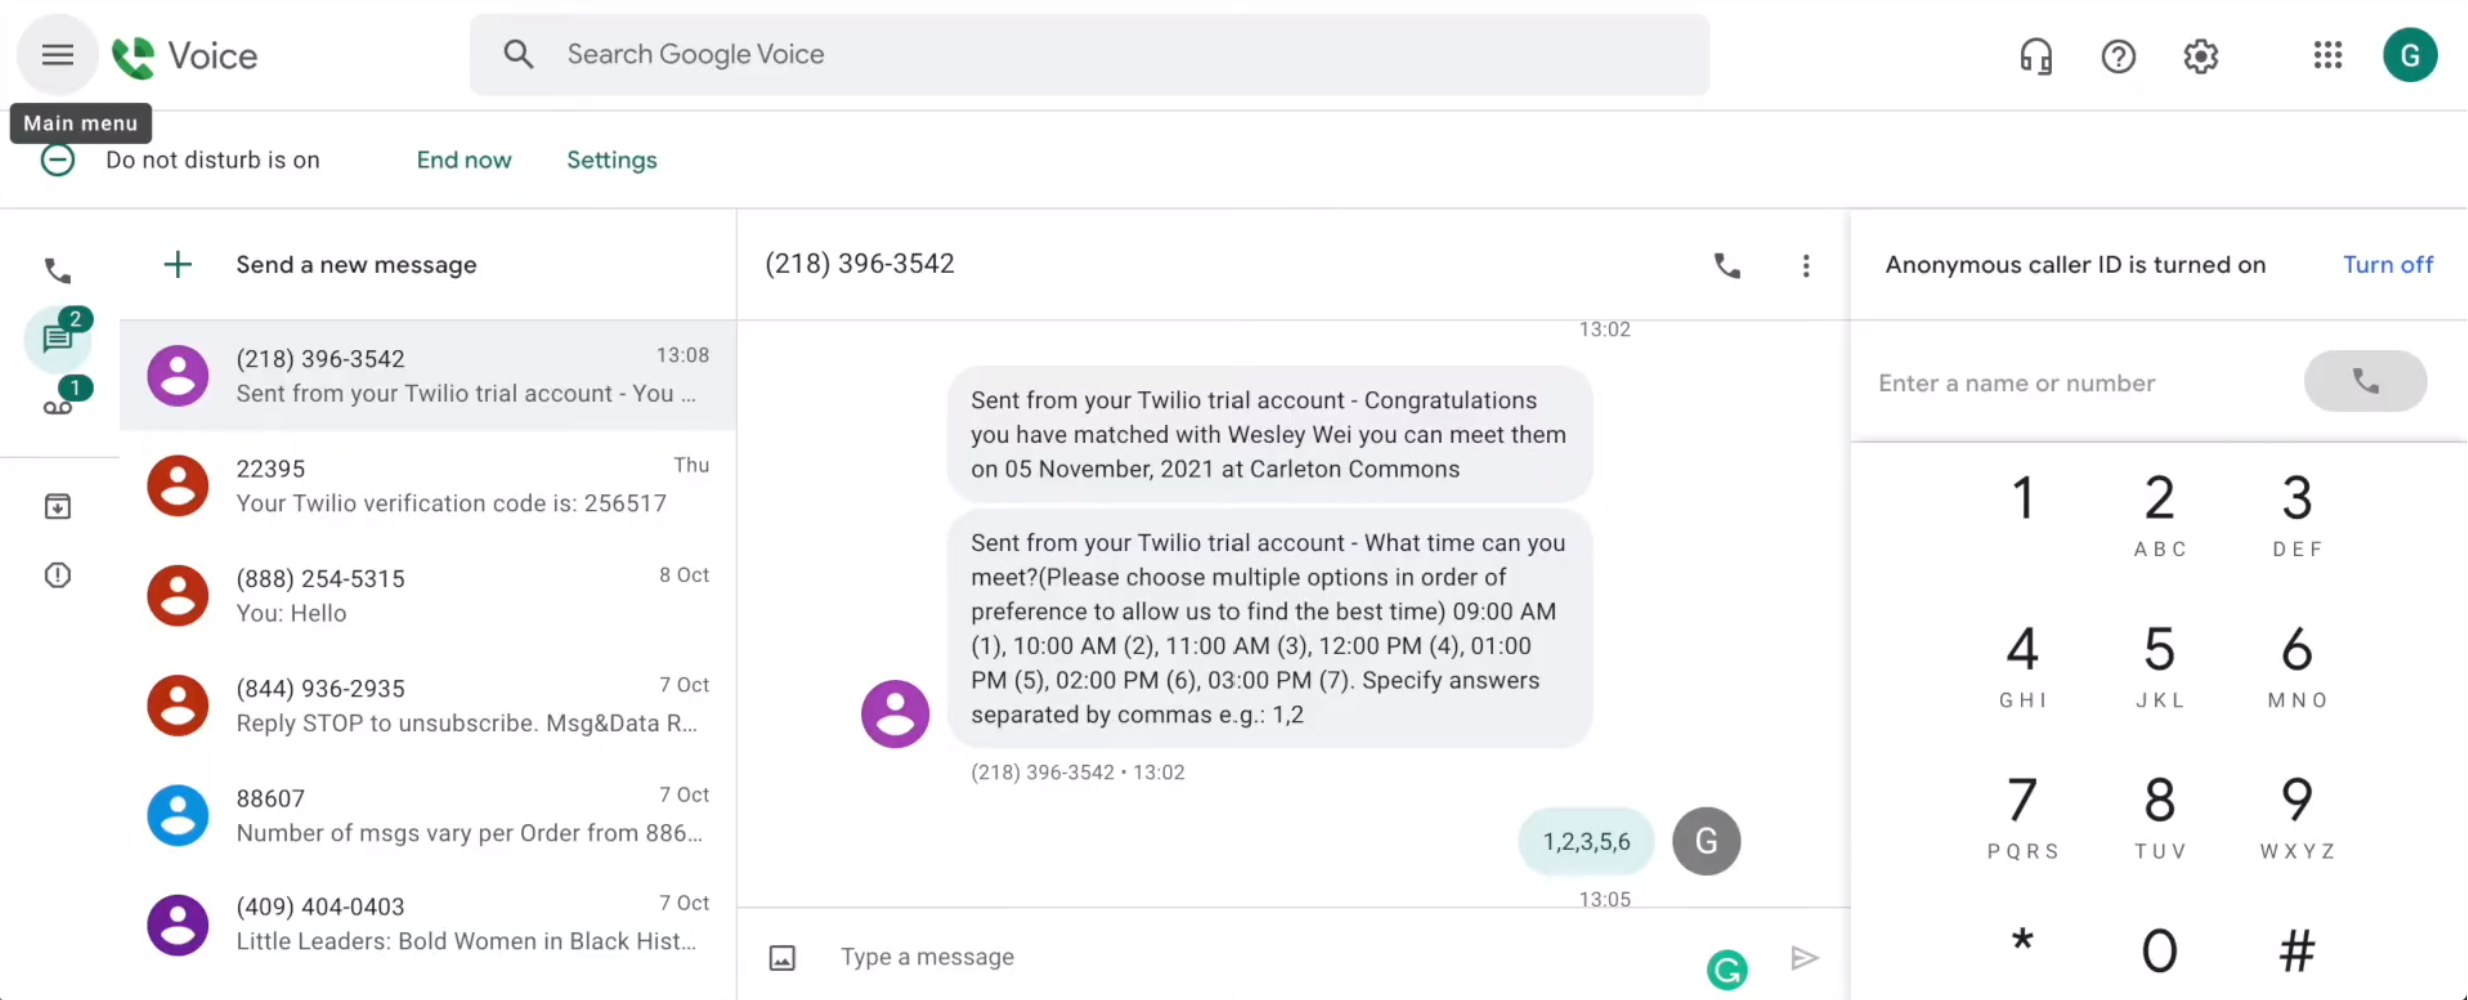 Voice
Search Google Voice
G
Main menu
Do not disturb is on
End now
Settings
2
1
Send a new message
(218) 396-3542
13:08
Sent from your Twilio trial account - You ...
22395
Thu
Your Twilio verification code is: 256517
(888) 254-5315
8 Oct
You: Hello
(844) 936-2935
7 Oct
Reply STOP to unsubscribe. Msg&Data R...
88607
7 Oct
Number of msgs vary per Order from 886...
(409) 404-0403
7 Oct
Little Leaders: Bold Women in Black Hist...
(218) 396-3542
13:02
Sent from your Twilio trial account - Congratulations
you have matched with Wesley Wei you can meet them
on 05 November, 2021 at Carleton Commons
Sent from your Twilio trial account - What time can you
meet?(Please choose multiple options in order of
preference to allow us to find the best time) 09:00 AM
(1), 10:00 AM (2), 11:00 AM (3), 12:00 PM (4), 01:00
PM (5), 02:00 PM (6), 03:00 PM (7). Specify answers
separated by commas e.g.: 1,2
(218) 396-3542 • 13:02
1,2,3,5,6
G
13:05
Type a message
Anonymous caller ID is turned on
Turn off
Enter a name or number
1 2 3
ABC DEF
4 5 6
GHI JKL MNO
7 8 9
PQRS TUV WXYZ
* 0 #